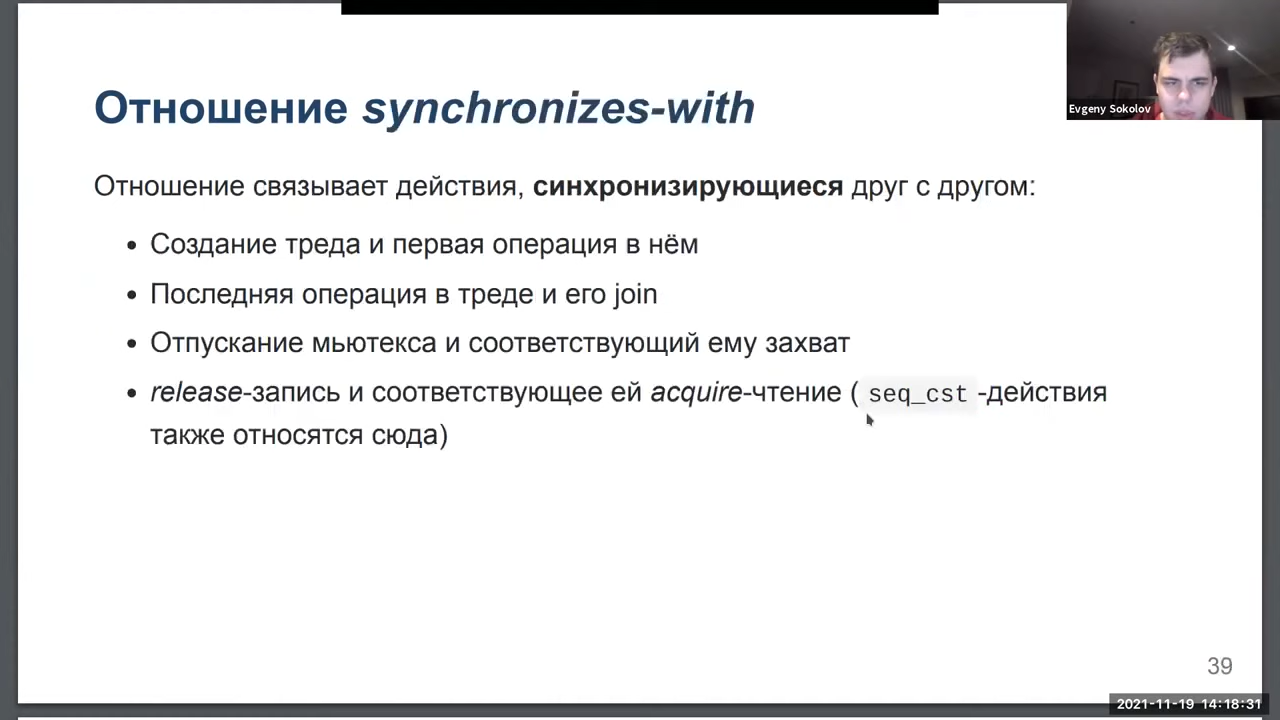 Отношение synchronizes-with
Evgeny Sokolov
Отношение связывает действия, синхронизирующиеся друг с другом:
• Создание треда и первая операция в нём
• Последняя операция в треде и его join
• Отпускание мьютекса и соответствующий ему захват
• release-запись и соответствующее ей acquire-чтение ( seq_cst -действия
также относятся сюда)
39
2021-11-19 14:18:31